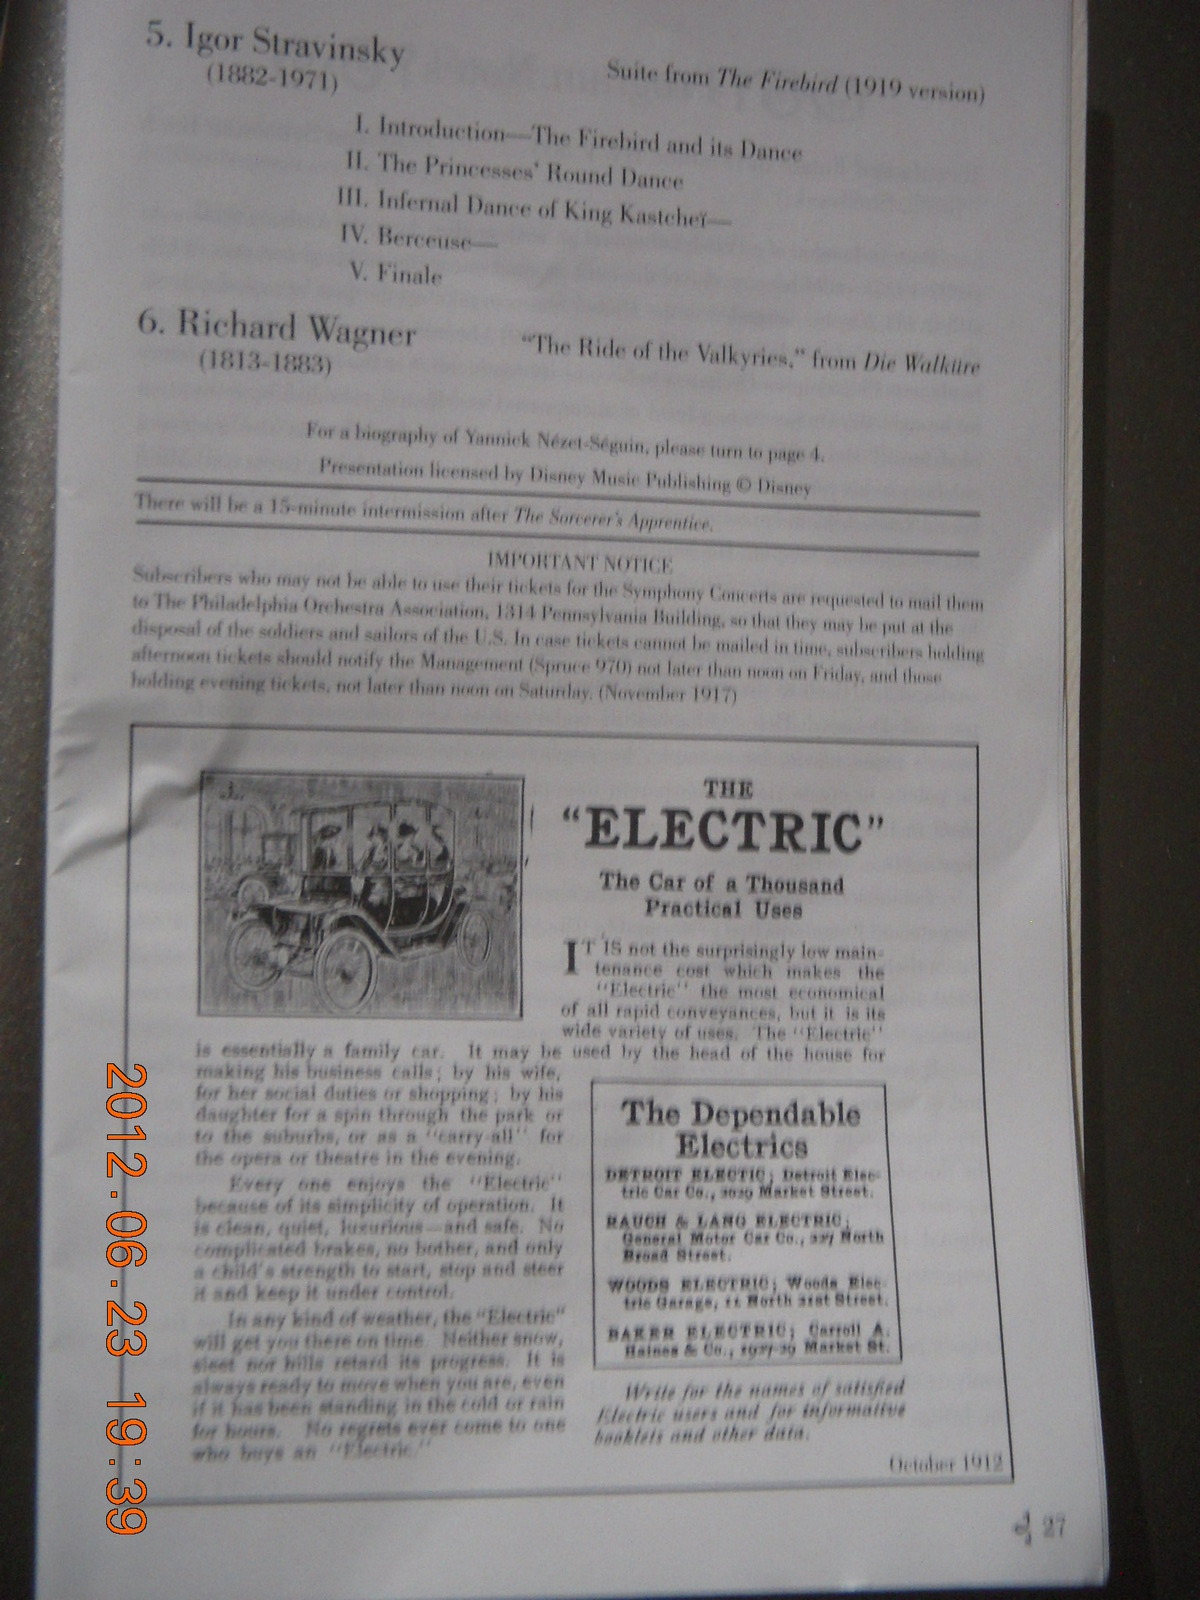 5. Igor Stravinsky
(1882-1971)
Suite from The Firebird (1919 version)
I. Introduction—The Firebird and its Dance
II. The Princesses' Round Dance
III. Infernal Dance of King Kastcheï—
IV. Berceuse—
V. Finale
6. Richard Wagner
(1813-1883)
"The Ride of the Valkyries," from Die Walküre
For a biography of Yannick Nézet-Séguin, please turn to page 4.
Presentation licensed by Disney Music Publishing © Disney
There will be a 15-minute intermission after The Sorcerer's Apprentice.
IMPORTANT NOTICE
Subscribers who may not be able to use their tickets for the Symphony Concerts are requested to mail them
to The Philadelphia Orchestra Association, 1314 Pennsylvania Building, so that they may be put at the
disposal of the soldiers and sailors of the U.S. In case tickets cannot be mailed in time, subscribers holding
afternoon tickets should notify the Management (Spruce 970) not later than noon on Friday, and those
holding evening tickets, not later than noon on Saturday. (November 1917)
THE
"ELECTRIC"
The Car of a Thousand
Practical Uses
IT IS not the surprisingly low main-
tenance cost which makes the
"Electric" the most economical
of all rapid conveyances, but it is its
wide variety of uses. The "Electric"
is essentially a family car. It may be used by the head of the house for
making his business calls; by his wife,
for her social duties or shopping; by his
daughter for a spin through the park or
to the suburbs, or as a "carry-all" for
the opera or theatre in the evening.
Every one enjoys the "Electric"
because of its simplicity of operation. It
is clean, quiet, luxurious—and safe. No
complicated brakes, no bother, and only
a child's strength to start, stop and steer
it and keep it under control.
In any kind of weather, the "Electric"
will get you there on time. Neither snow,
sleet nor hills retard its progress. It is
always ready to move when you are, even
if it has been standing in the cold or rain
for hours. No regrets ever come to one
who buys an "Electric."
The Dependable
Electrics
DETROIT ELECTIC; Detroit Elec-
tric Car Co., 2029 Market Street.
RAUCH & LANG ELECTRIC;
General Motor Car Co., 327 North
Broad Street.
WOODS ELECTRIC; Woods Elec-
tric Garage, 11 North 21st Street.
BAKER ELECTRIC; Carroll A.
Haines & Co., 1927-29 Market St.
Write for the names of satisfied
Electric users and for informative
booklets and other data.
October 1912
27
2012.06.23 19:39